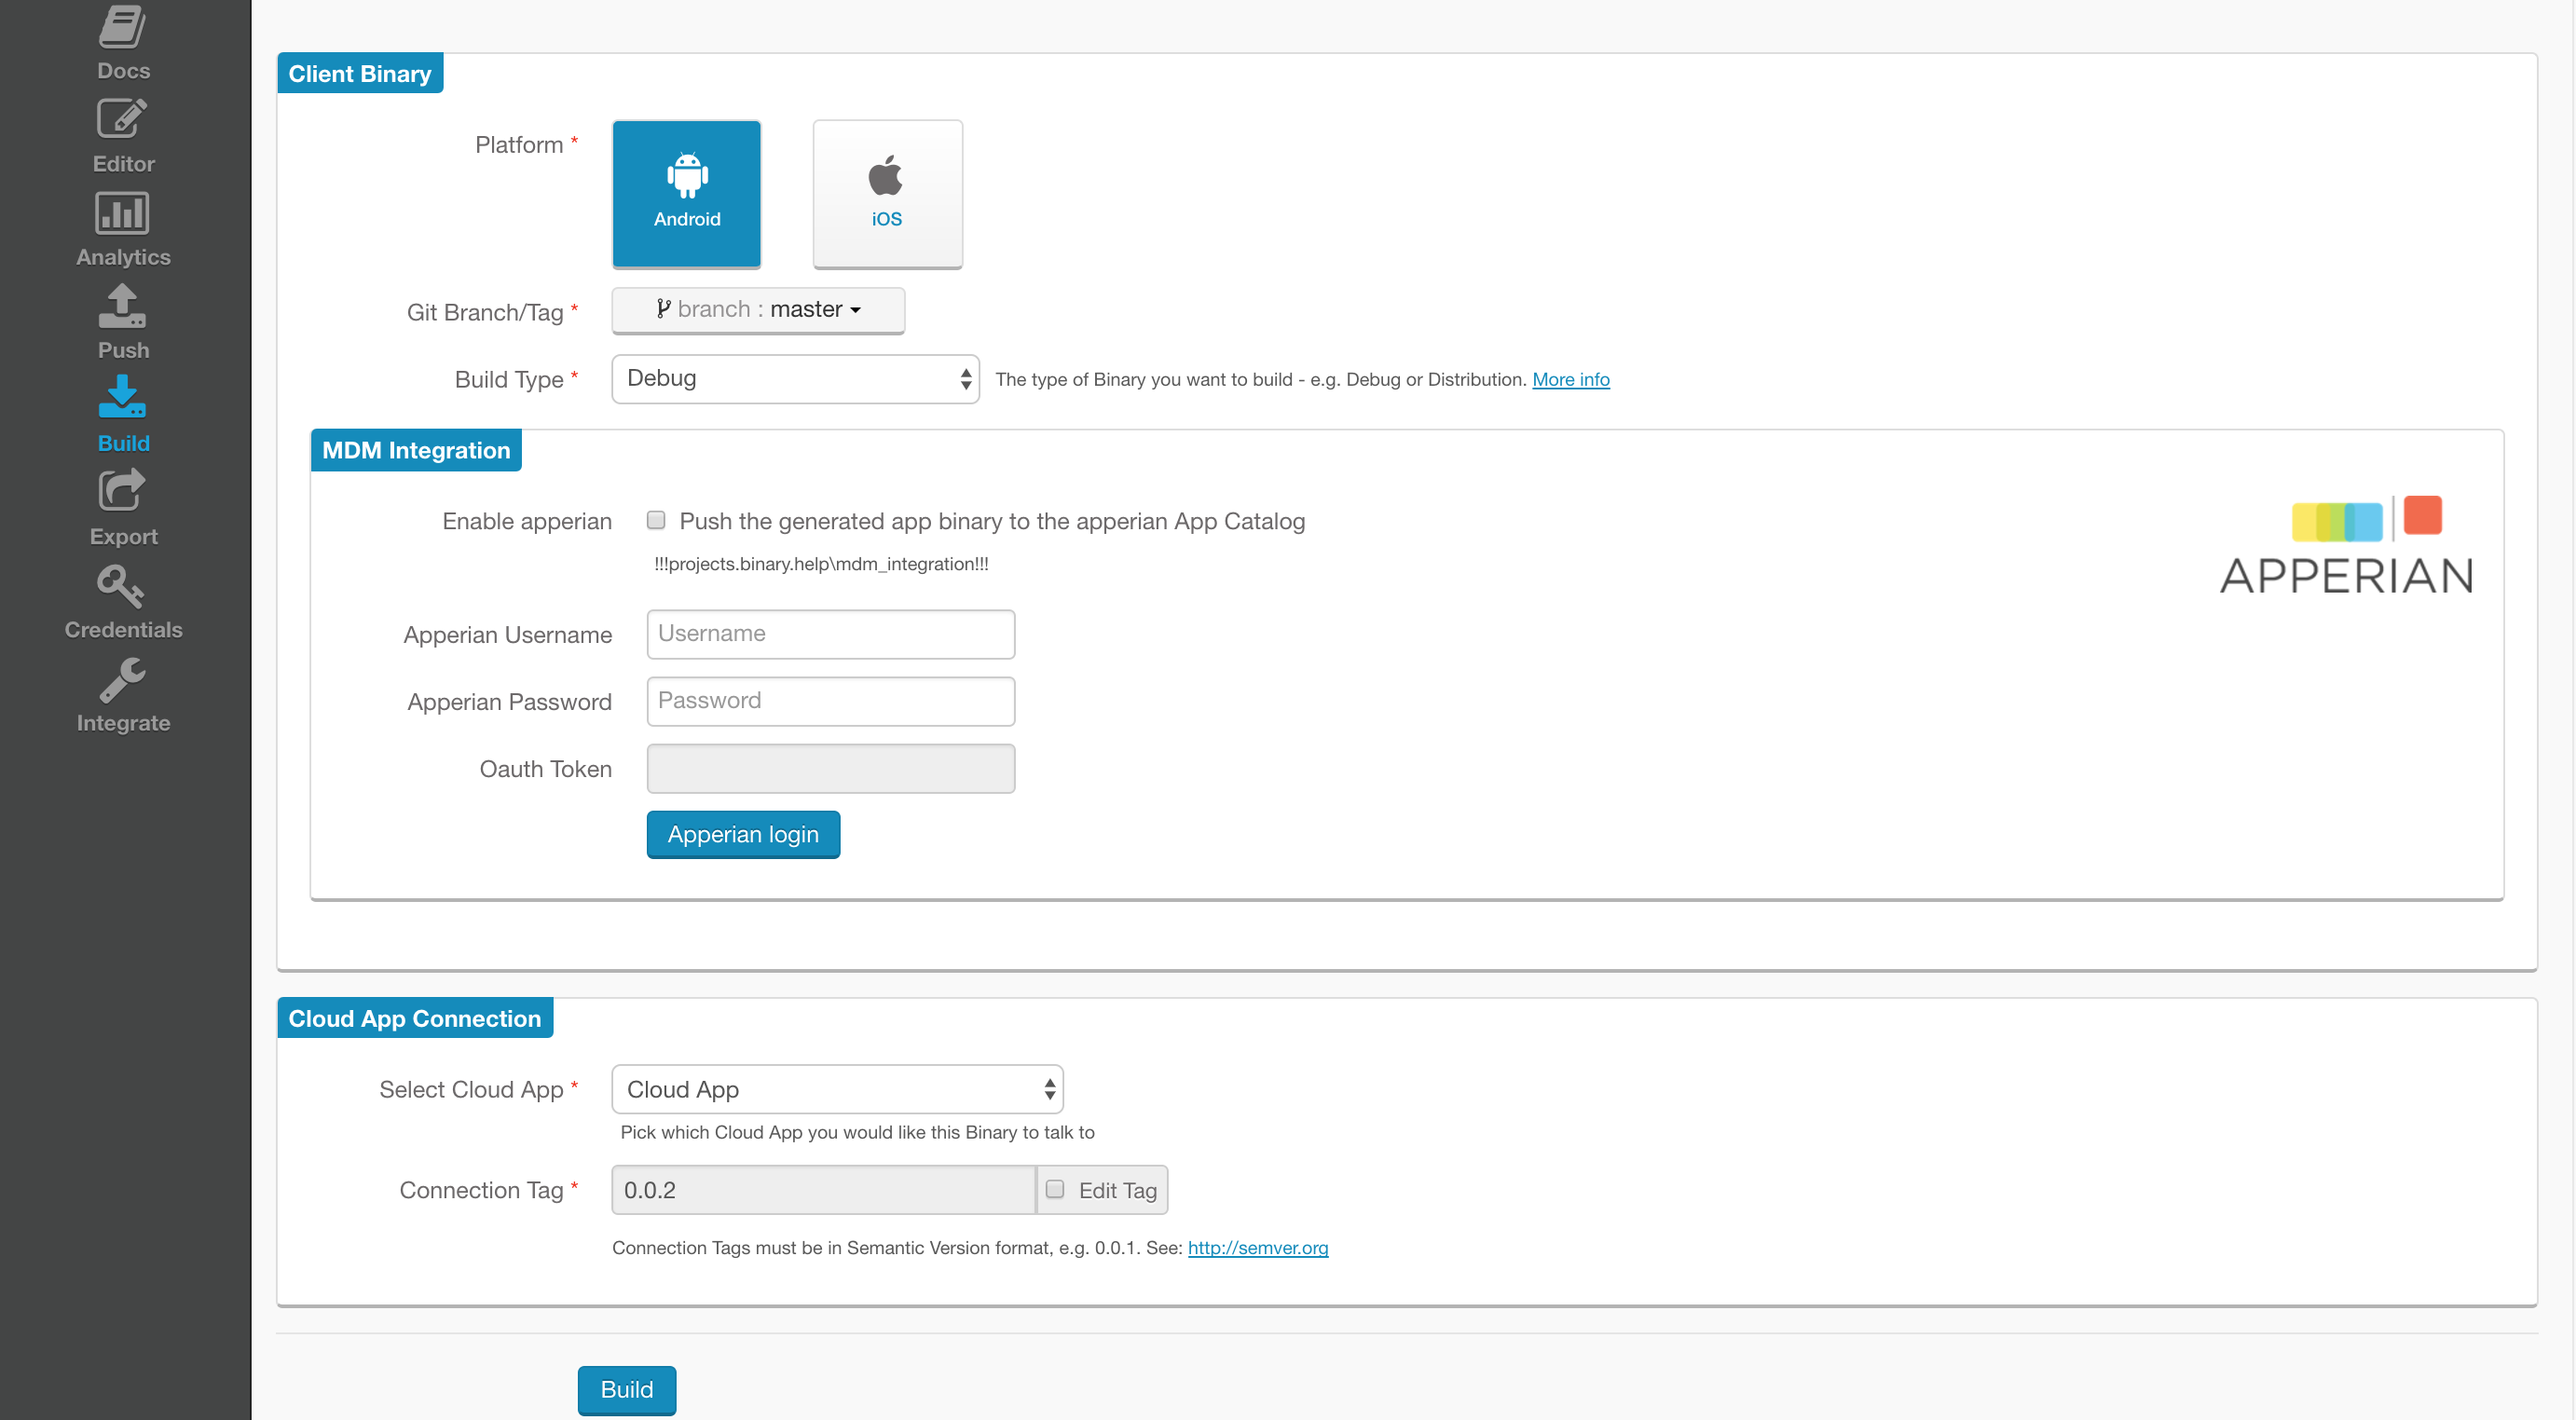 Docs
Editor
Analytics
Push
Build
Export
Credentials
Integrate
Client Binary
Platform *
Android
iOS
Git Branch/Tag *
branch : master
Build Type *
Debug
The type of Binary you want to build - e.g. Debug or Distribution. More info
MDM Integration
Enable apperian
Push the generated app binary to the apperian App Catalog
!!!projects.binary.help\mdm_integration!!!
APPERIAN
Apperian Username
Username
Apperian Password
Password
Oauth Token
Apperian login
Cloud App Connection
Select Cloud App *
Cloud App
Pick which Cloud App you would like this Binary to talk to
Connection Tag *
0.0.2
Edit Tag
Connection Tags must be in Semantic Version format, e.g. 0.0.1. See: http://semver.org
Build